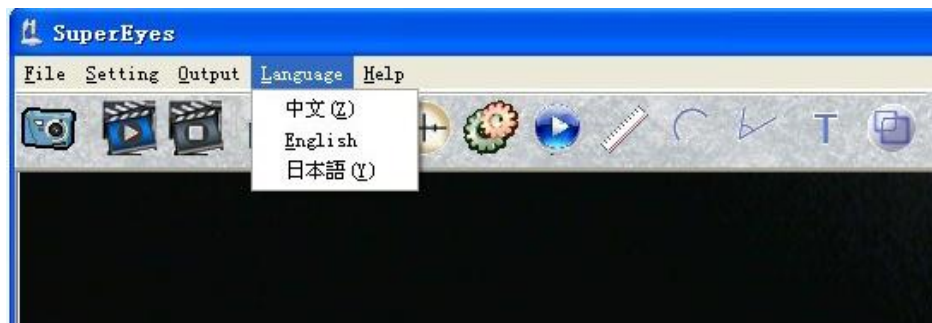 SuperEyes
File Setting Output Language Help
中文(Z)
English
日本語(Y)
T